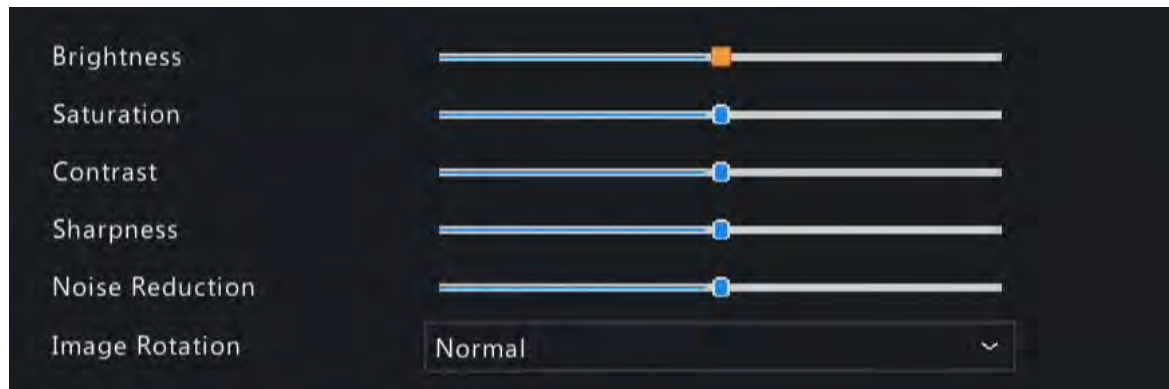 Brightness
Saturation
Contrast
Sharpness
Noise Reduction
Image Rotation Normal